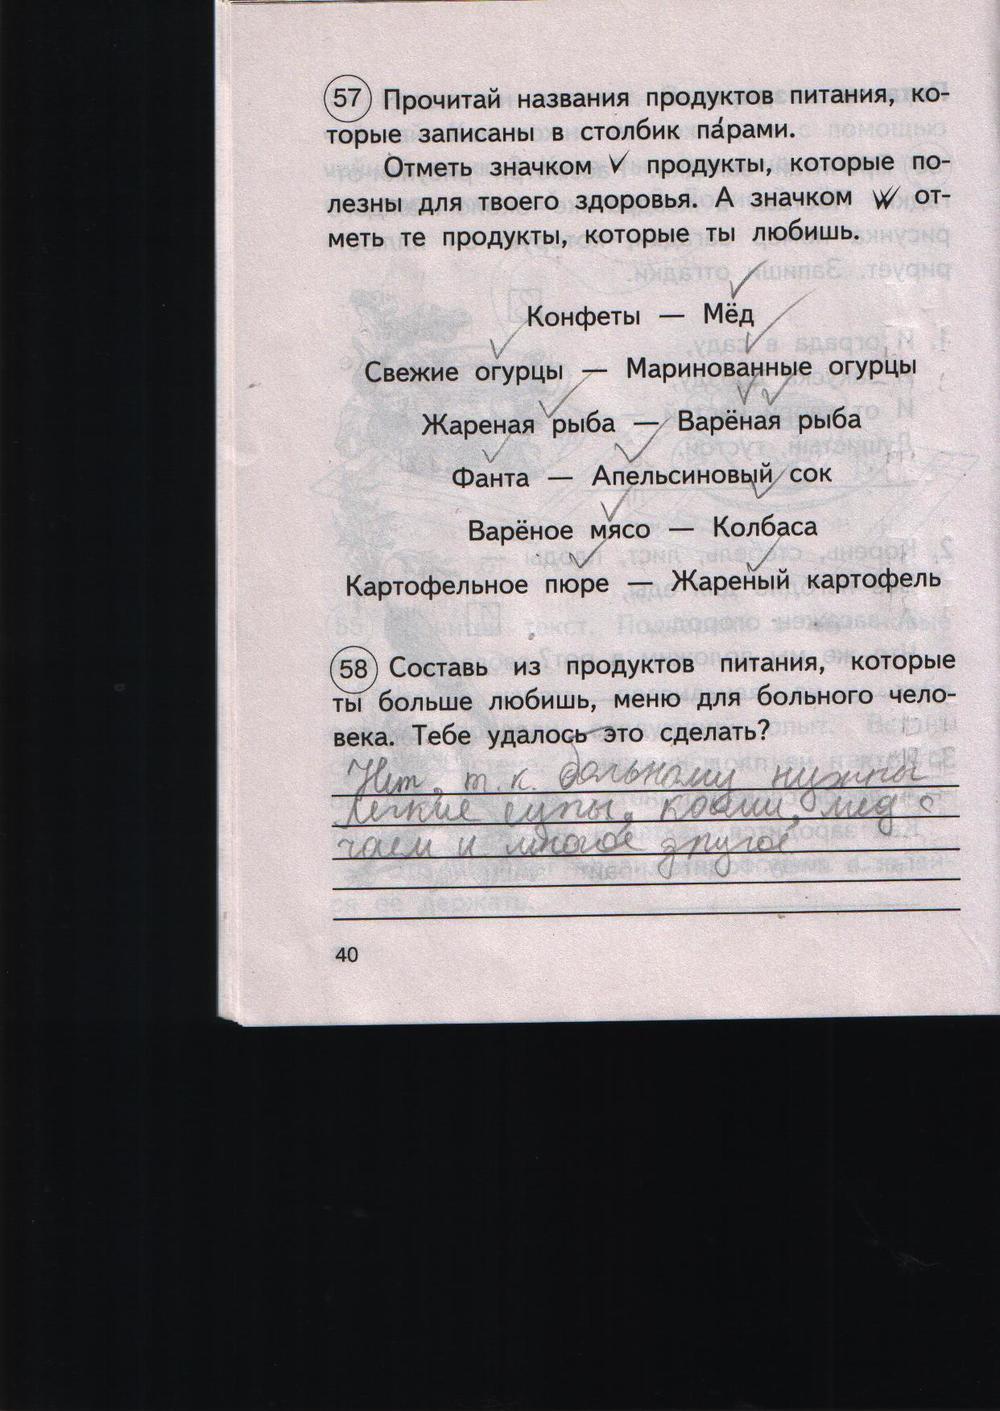 57 Прочитай названия продуктов питания, ко-
торые записаны в столбик па́рами.
Отметь значком V продукты, которые по-
лезны для твоего здоровья. А значком W от-
меть те продукты, которые ты любишь.
Конфеты — Мёд
Свежие огурцы — Маринованные огурцы
Жареная рыба — Варёная рыба
Фанта — Апельсиновый сок
Варёное мясо — Колбаса
Картофельное пюре — Жареный картофель
58 Составь из продуктов питания, которые
ты больше любишь, меню для больного чело-
века. Тебе удалось это сделать?
Нет, т.к. больному нужны
легкие супы, каши, мед с
чаем и многое другое
40